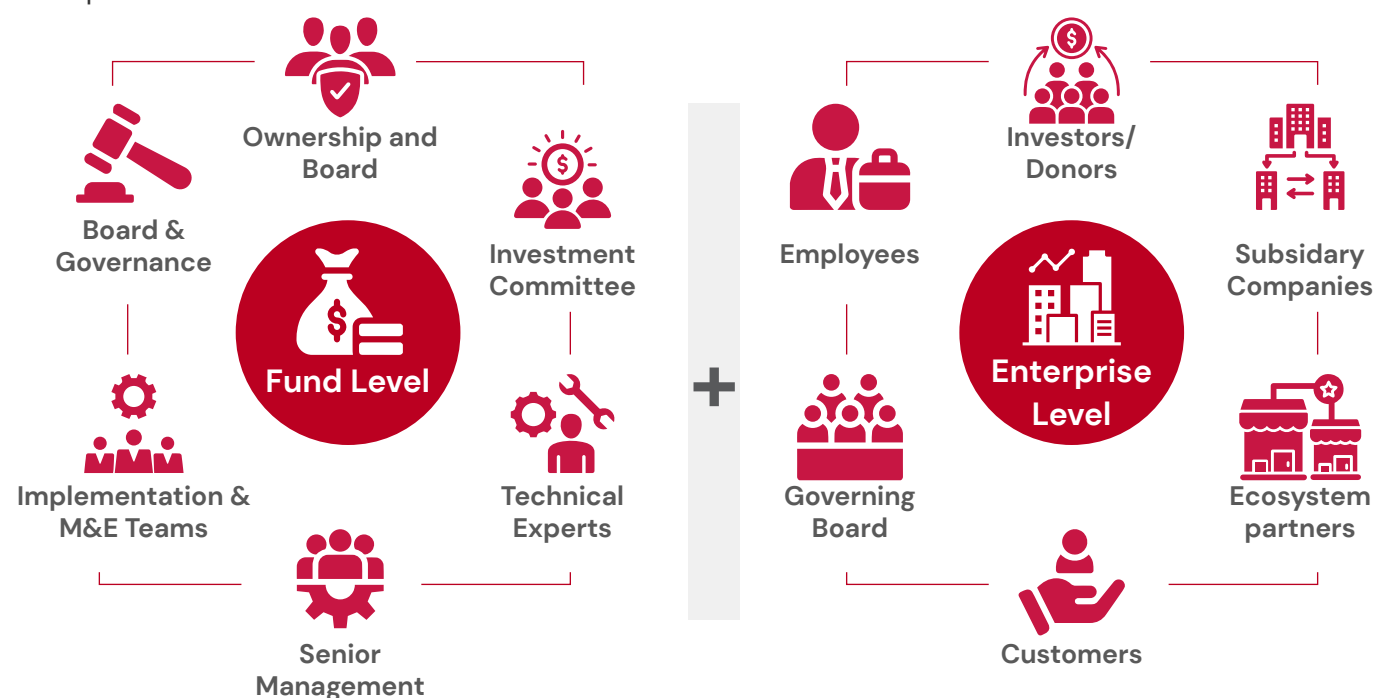 Ownership and
Board
Board &
Governance
Investment
Committee
Fund Level
Implementation &
M&E Teams
Technical
Experts
Senior
Management
+
Investors/
Donors
Employees
Subsidary
Companies
Enterprise
Level
Governing
Board
Ecosystem
partners
Customers